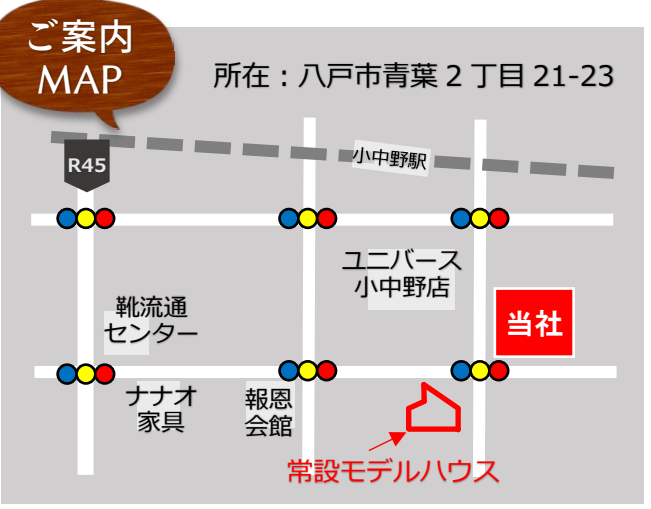 ご案内
MAP
所在：八戸市青葉２丁目21-23
小中野駅
R45
ユニバース
小中野店
靴流通
センター
当社
ナナオ
家具
報恩
会館
常設モデルハウス